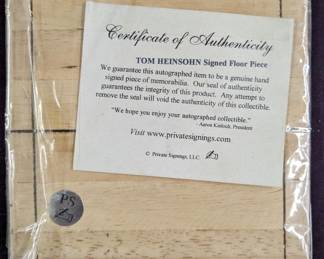 Certificate of Authenticity
TOM HEINSOHN Signed Floor Piece
We guarantee this autographed item to be a genuine hand
signed piece of memorabilia. Our seal of authenticity
guarantees the integrity of this product. Any attempt to
remove the seal will void the authenticity of this collectible.
"We hope you enjoy your autographed collectible."
- Aaron President
Visit www.privatesignings.com
© Private Signings, LLC
PS